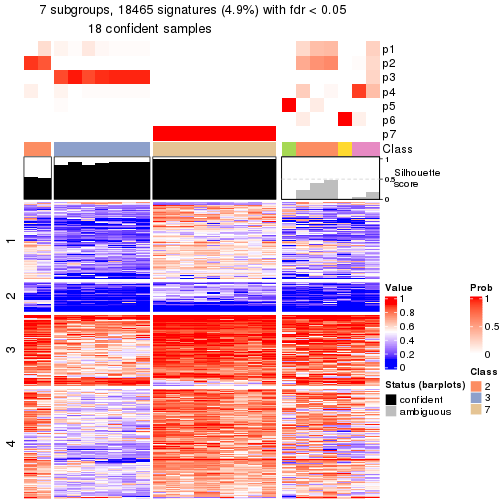 7 subgroups, 18465 signatures (4.9%) with fdr < 0.05
18 confident samples
p1
p2
p3
p4
p5
p6
p7
Class
1
0.5
0
Silhouette
score
1
2
3
4
Value
1
0.8
0.6
0.4
0.2
0
Status (barplots)
confident
ambiguous
Prob
1
0.5
0
Class
2
3
7